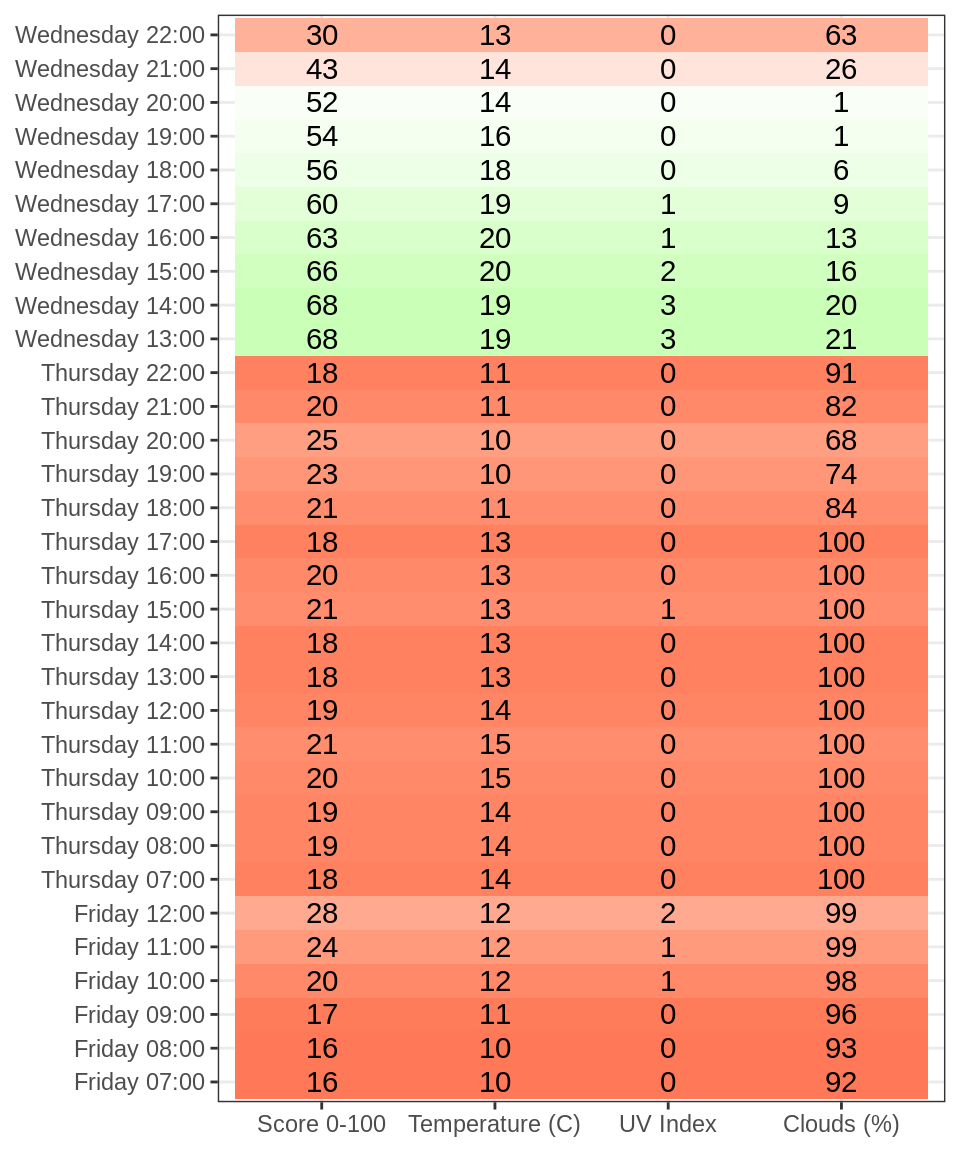 Wednesday 22:00 30 13 0 63
Wednesday 21:00 43 14 0 26
Wednesday 20:00 52 14 0 1
Wednesday 19:00 54 16 0 1
Wednesday 18:00 56 18 0 6
Wednesday 17:00 60 19 1 9
Wednesday 16:00 63 20 1 13
Wednesday 15:00 66 20 2 16
Wednesday 14:00 68 19 3 20
Wednesday 13:00 68 19 3 21
Thursday 22:00 18 11 0 91
Thursday 21:00 20 11 0 82
Thursday 20:00 25 10 0 68
Thursday 19:00 23 10 0 74
Thursday 18:00 21 11 0 84
Thursday 17:00 18 13 0 100
Thursday 16:00 20 13 0 100
Thursday 15:00 21 13 1 100
Thursday 14:00 18 13 0 100
Thursday 13:00 18 13 0 100
Thursday 12:00 19 14 0 100
Thursday 11:00 21 15 0 100
Thursday 10:00 20 15 0 100
Thursday 09:00 19 14 0 100
Thursday 08:00 19 14 0 100
Thursday 07:00 18 14 0 100
Friday 12:00 28 12 2 99
Friday 11:00 24 12 1 99
Friday 10:00 20 12 1 98
Friday 09:00 17 11 0 96
Friday 08:00 16 10 0 93
Friday 07:00 16 10 0 92
Score 0-100 Temperature (C) UV Index Clouds (%)